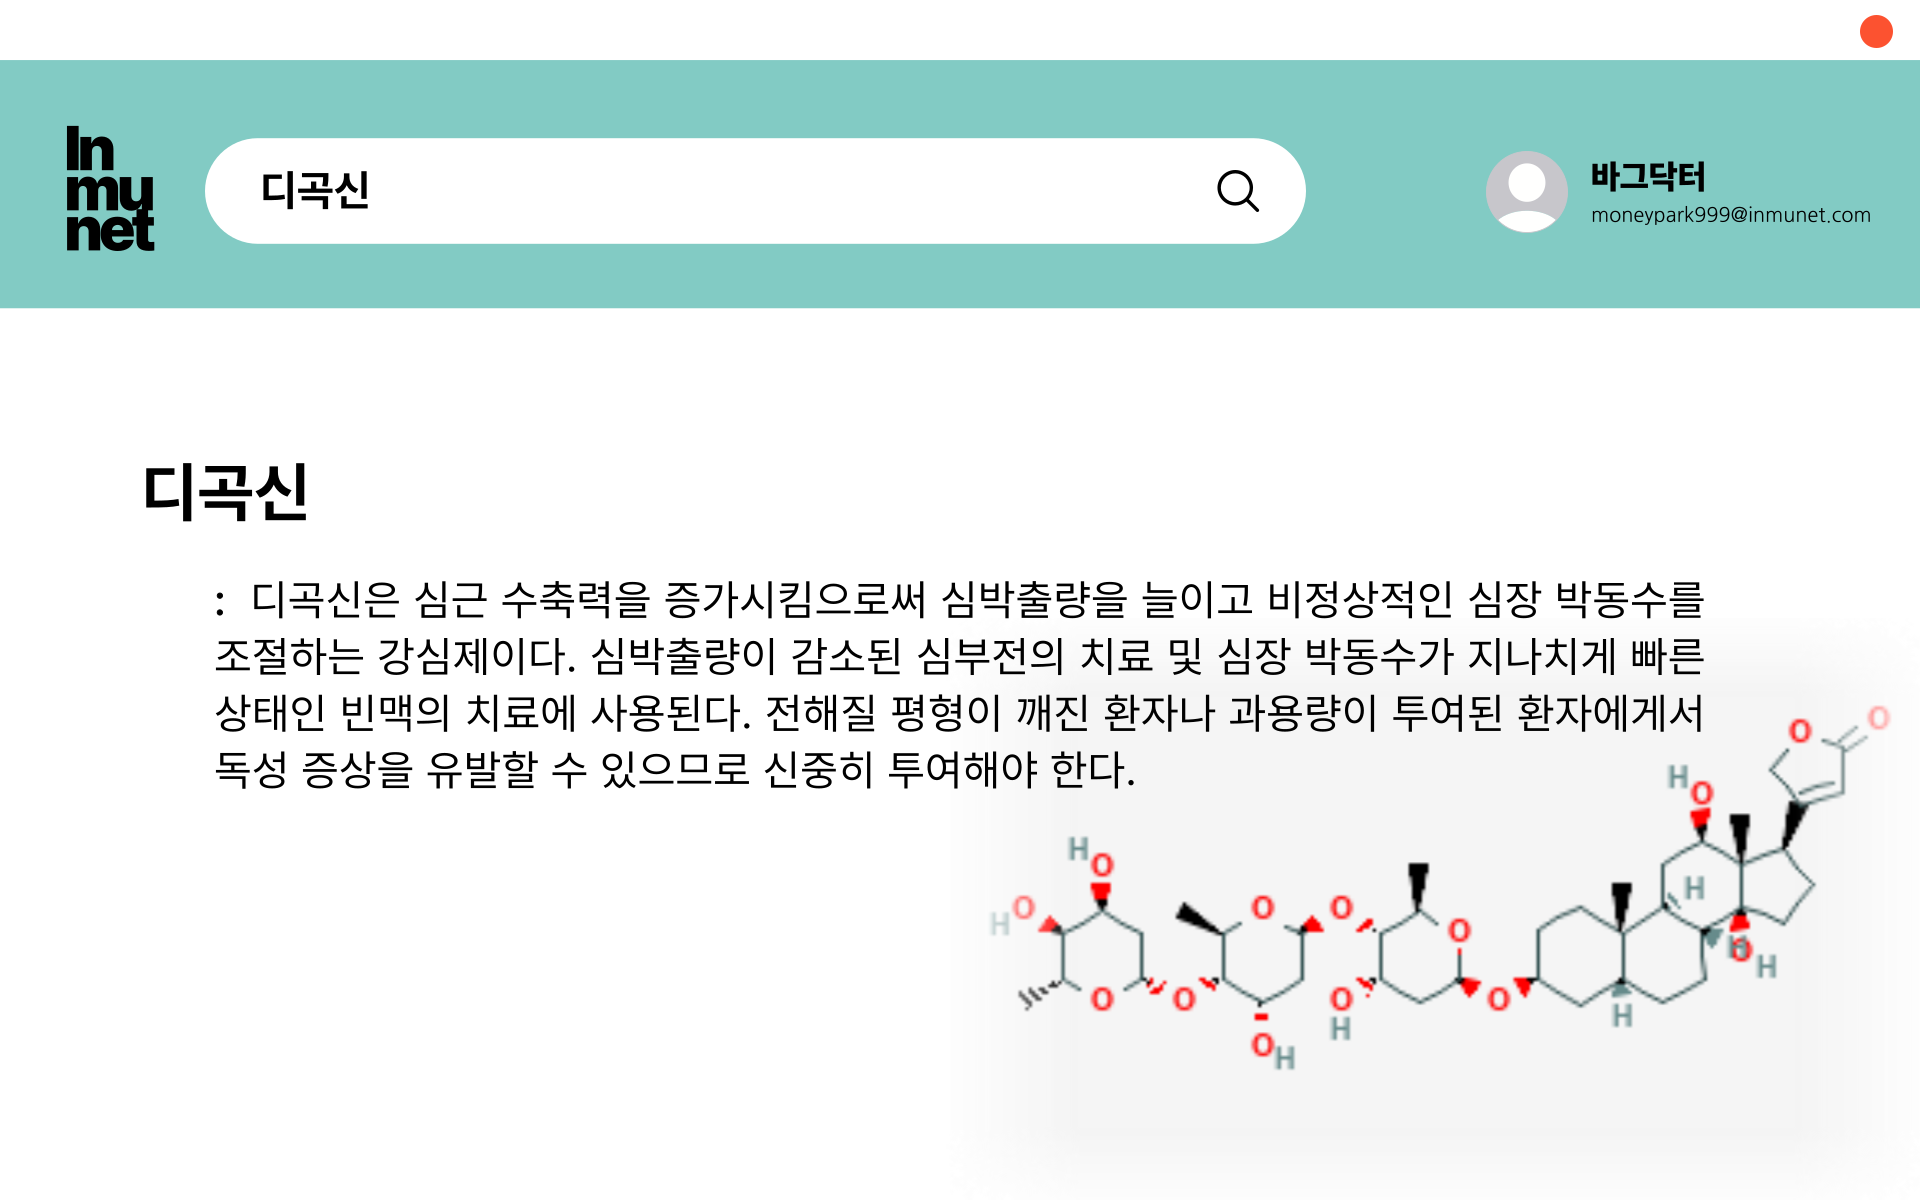 In
mu
net
디곡신
바그닥터
moneypark999@inmunet.com
디곡신
: 디곡신은 심근 수축력을 증가시킴으로써 심박출량을 늘이고 비정상적인 심장 박동수를
조절하는 강심제이다. 심박출량이 감소된 심부전의 치료 및 심장 박동수가 지나치게 빠른
상태인 빈맥의 치료에 사용된다. 전해질 평형이 깨진 환자나 과용량이 투여된 환자에게서
독성 증상을 유발할 수 있으므로 신중히 투여해야 한다.
O O
H O
H O
H
H O
O O O
H
H O H
O O O O
H H
O H